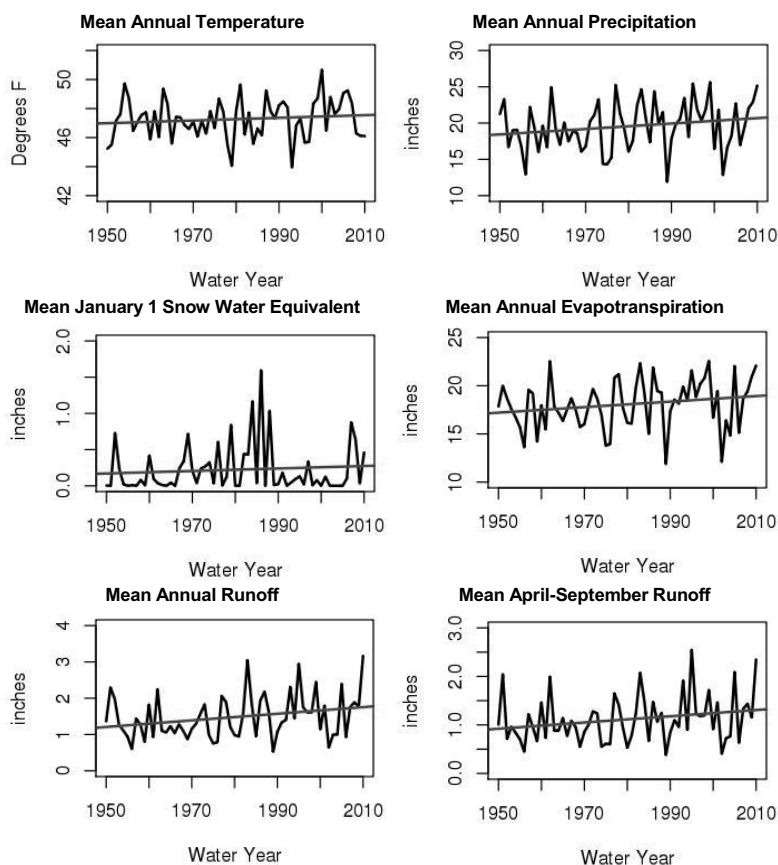 Mean Annual Temperature
Degrees F
42
46
50
1950
1970
1990
2010
Water Year
Mean Annual Precipitation
inches
10
15
20
25
30
1950
1970
1990
2010
Water Year
Mean January 1 Snow Water Equivalent
inches
0.0
1.0
2.0
1950
1970
1990
2010
Water Year
Mean Annual Evapotranspiration
inches
10
15
20
25
1950
1970
1990
2010
Water Year
Mean Annual Runoff
inches
0
1
2
3
4
1950
1970
1990
2010
Water Year
Mean April-September Runoff
inches
0.0
1.0
2.0
3.0
1950
1970
1990
2010
Water Year